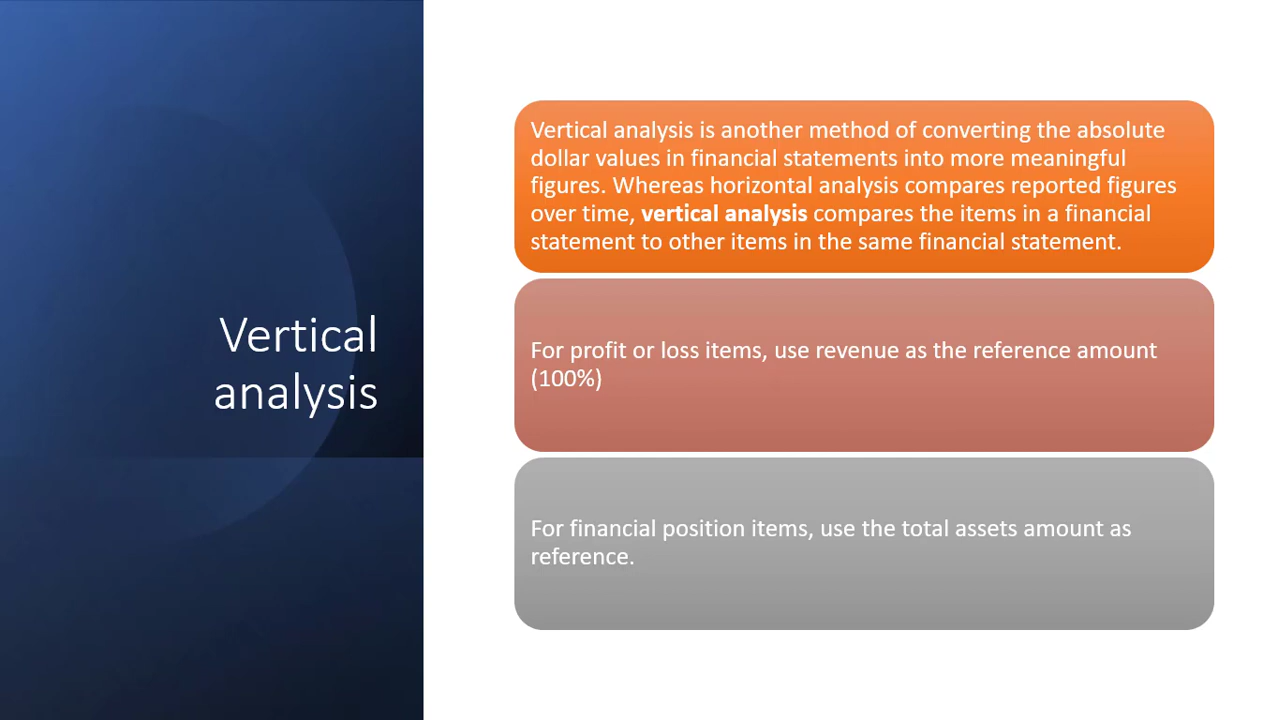 Vertical
analysis
Vertical analysis is another method of converting the absolute
dollar values in financial statements into more meaningful
figures. Whereas horizontal analysis compares reported figures
over time, vertical analysis compares the items in a financial
statement to other items in the same financial statement.
For profit or loss items, use revenue as the reference amount
(100%)
For financial position items, use the total assets amount as
reference.